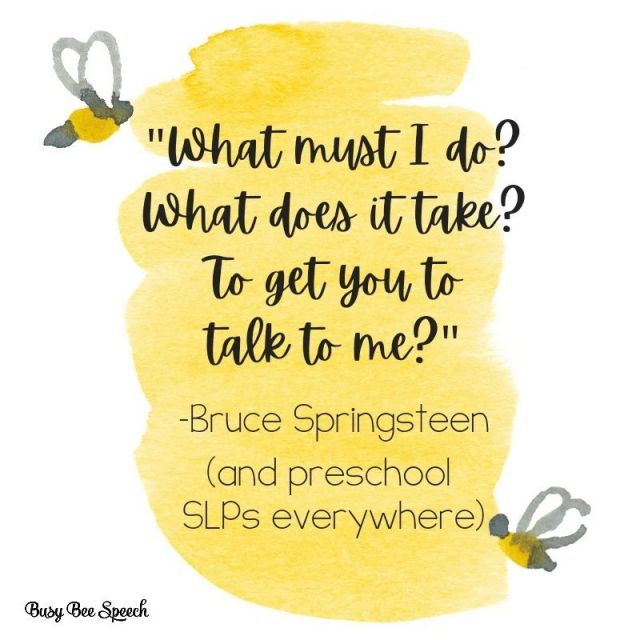 "What must I do?
What does it take?
To get you to
talk to me?"
-Bruce Springsteen
(and preschool
SLPs everywhere)
Busy Bee Speech